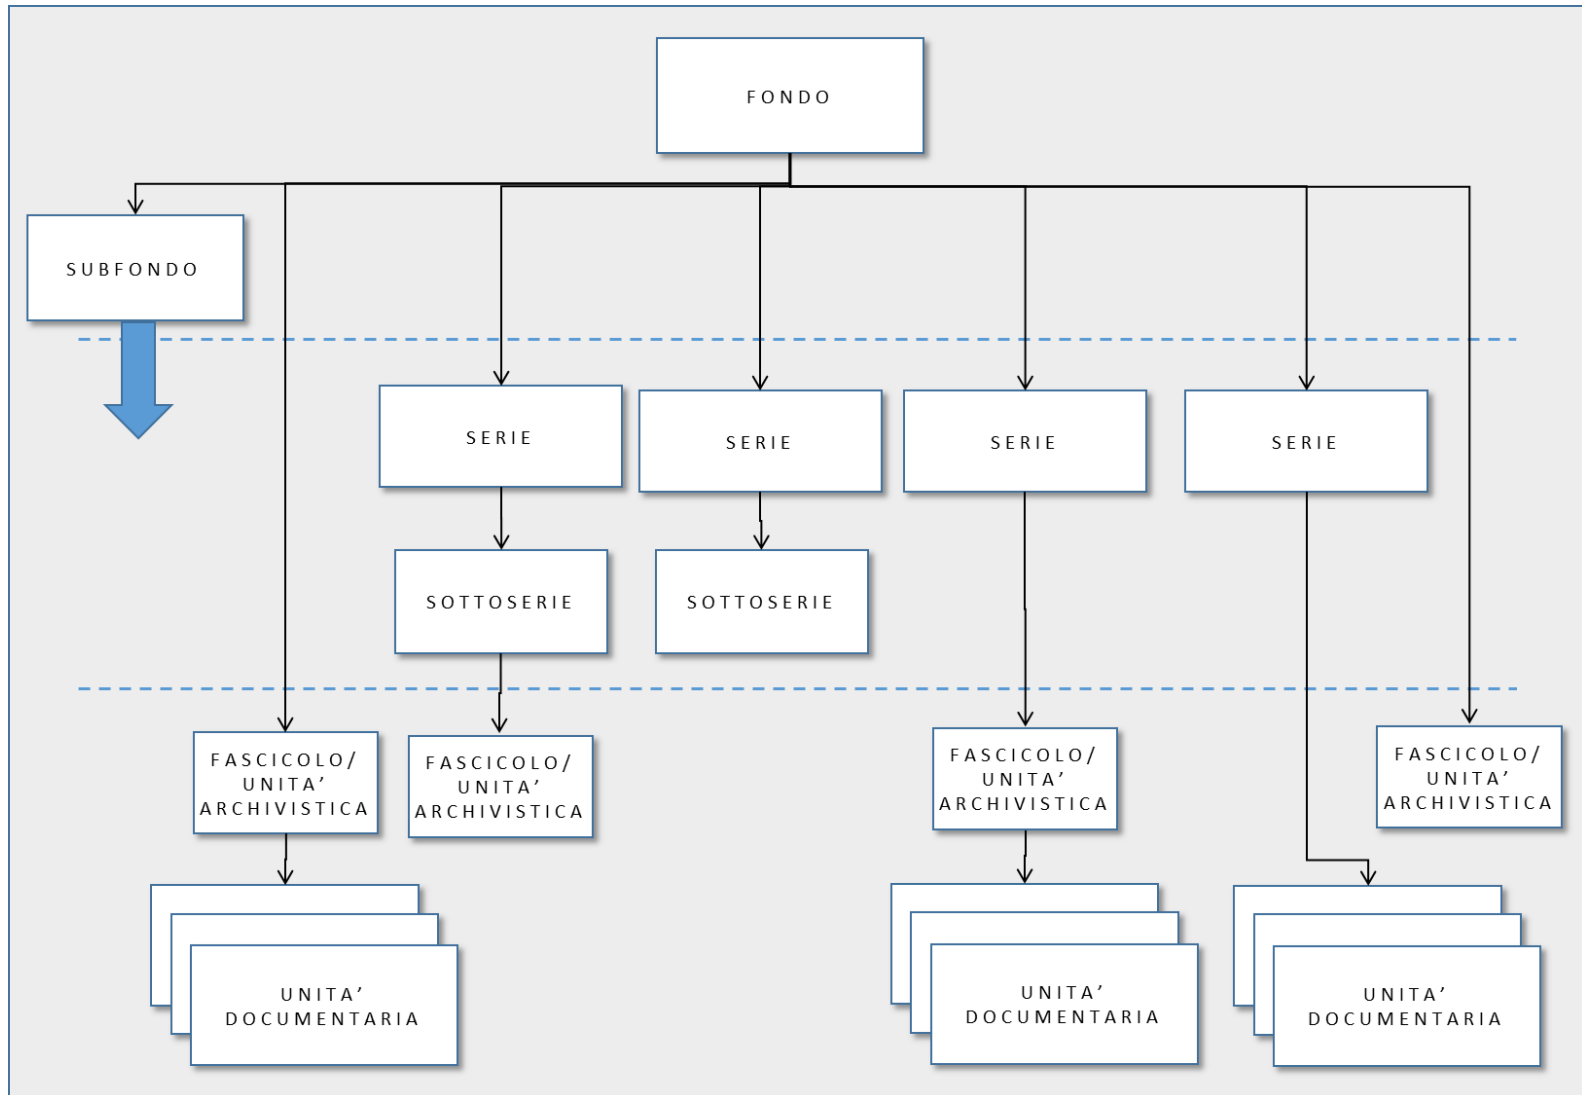 FONDO
SUBFONDO
SERIE
SERIE
SERIE
SERIE
SOTTOSERIE
SOTTOSERIE
FASCICOLO/
UNITA’
ARCHIVISTICA
FASCICOLO/
UNITA’
ARCHIVISTICA
FASCICOLO/
UNITA’
ARCHIVISTICA
FASCICOLO/
UNITA’
ARCHIVISTICA
UNITA’
DOCUMENTARIA
UNITA’
DOCUMENTARIA
UNITA’
DOCUMENTARIA